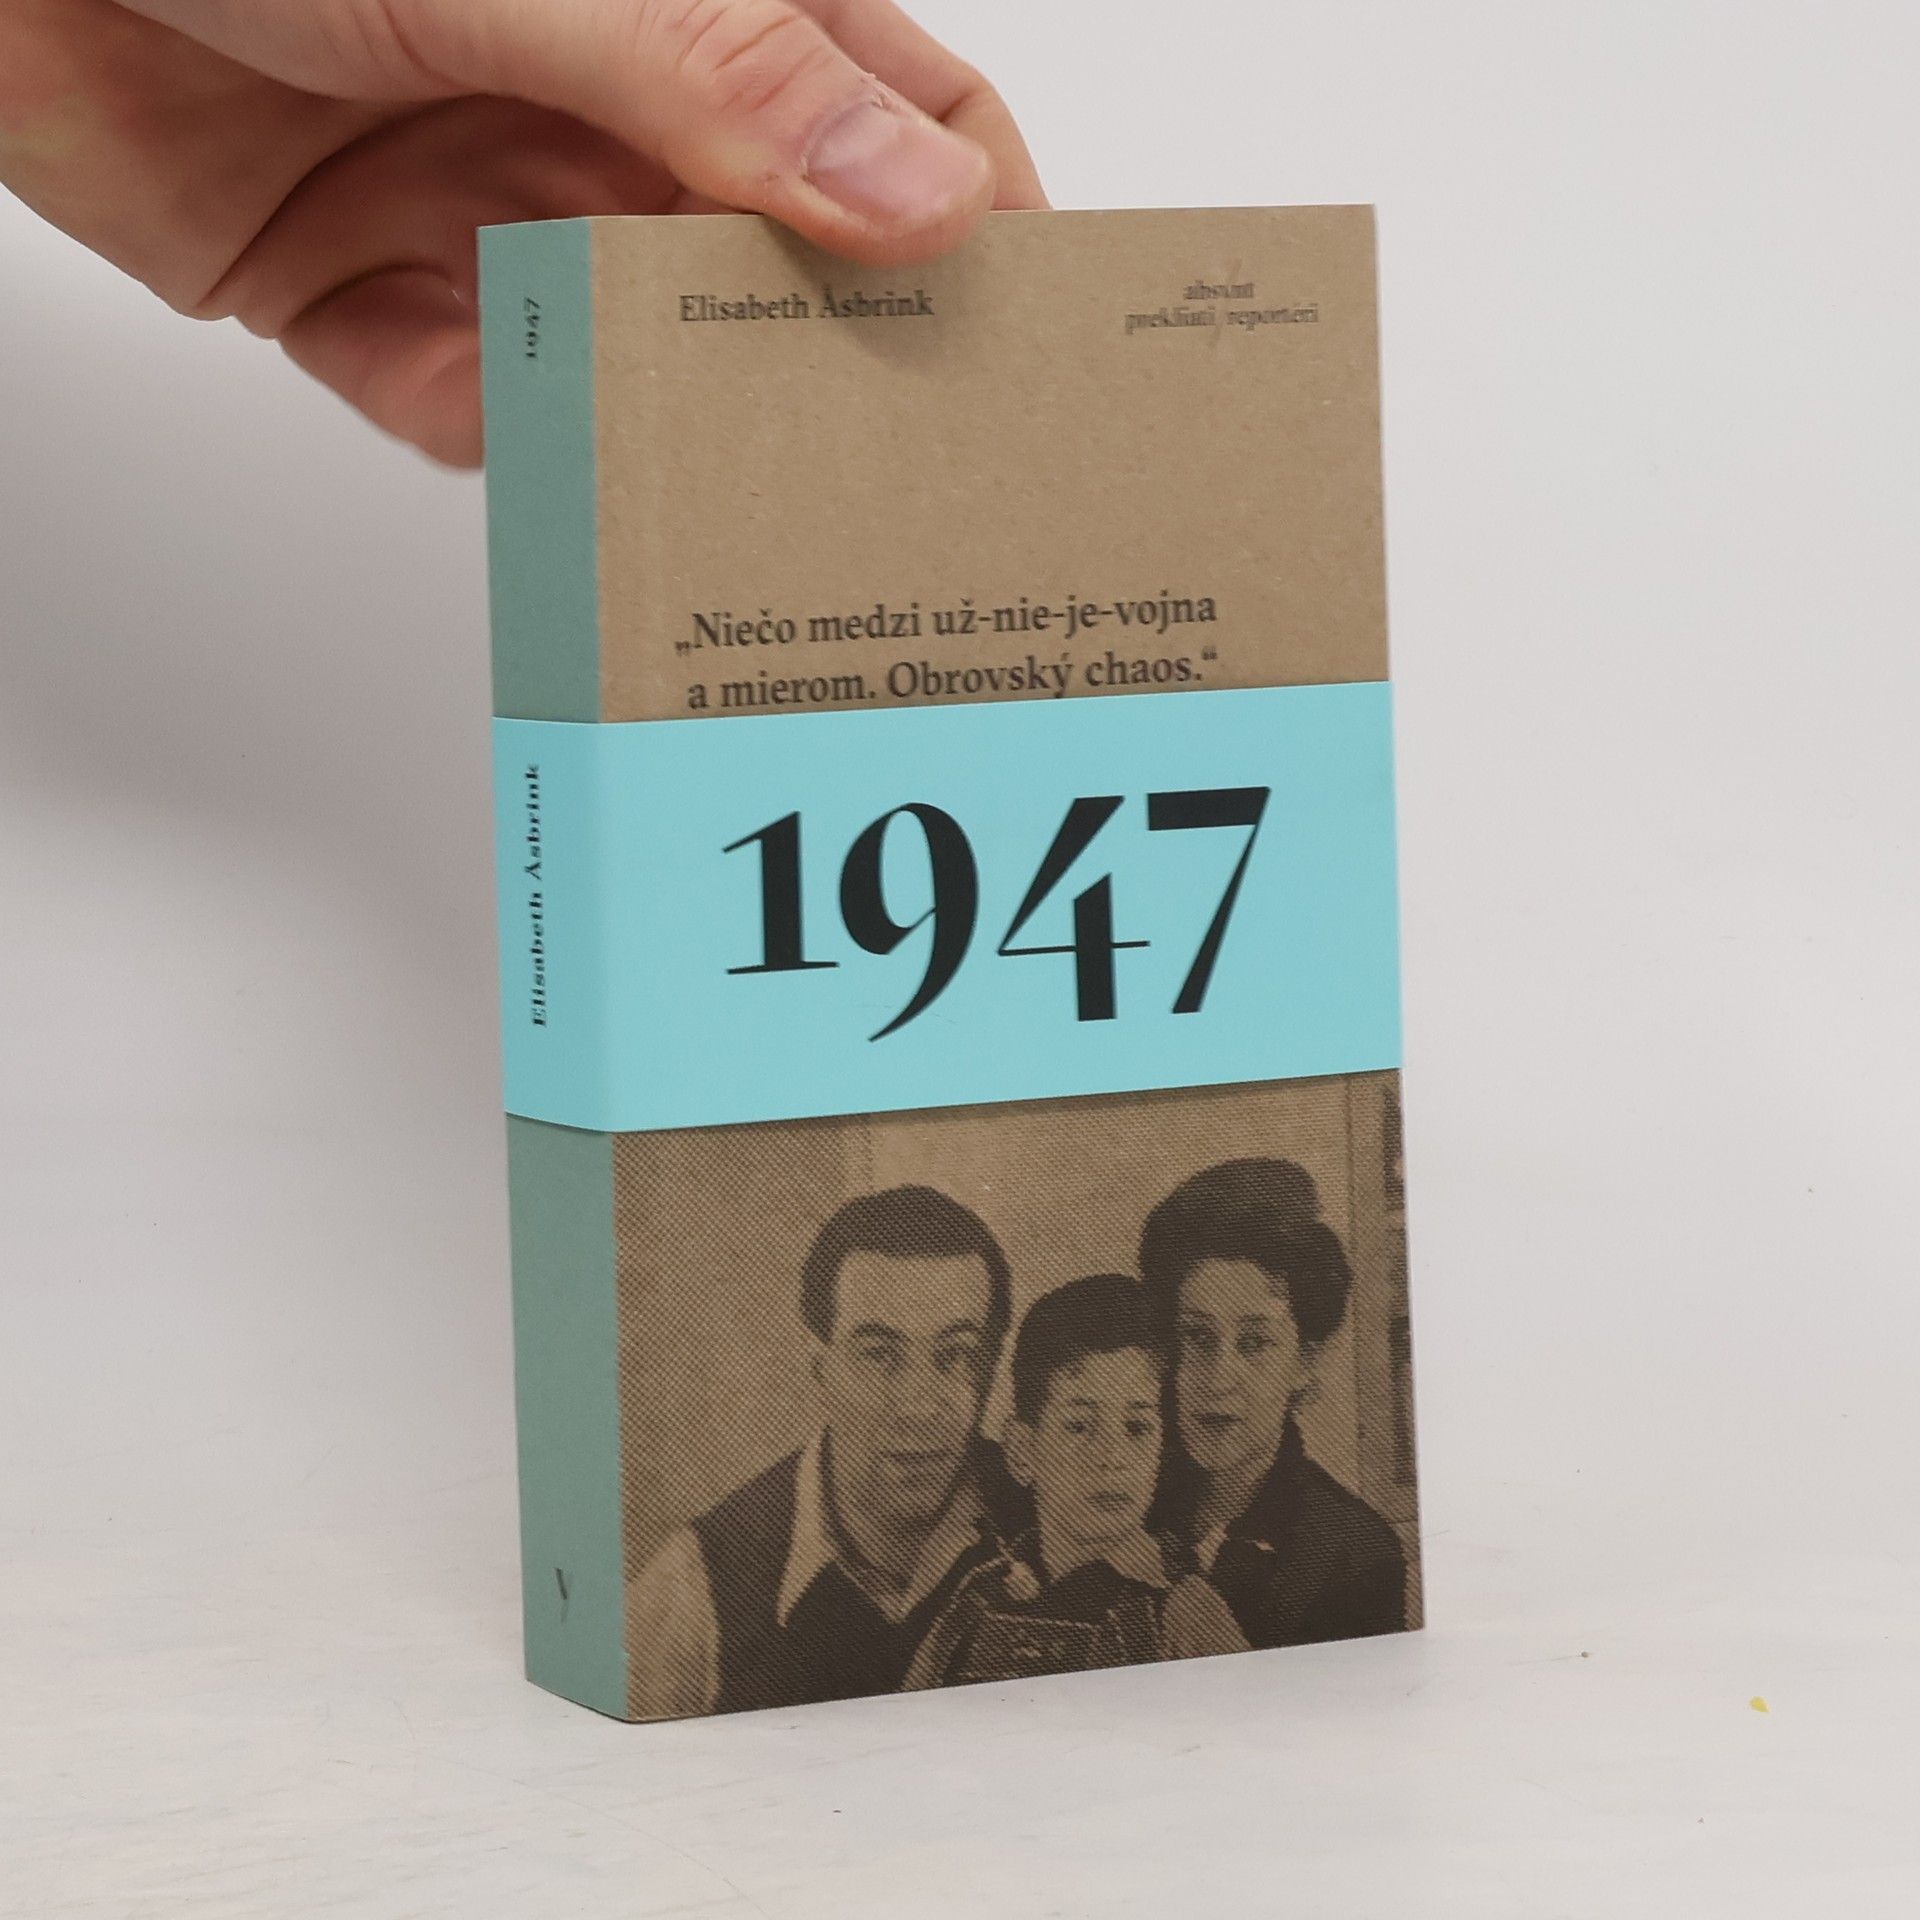 1947
Elisabeth Åsbrink
Elisabeth Åsbrink
absynt
prekliati / reportéri
„Niečo medzi už-nie-je-vojna
a mierom. Obrovský chaos.“
1947